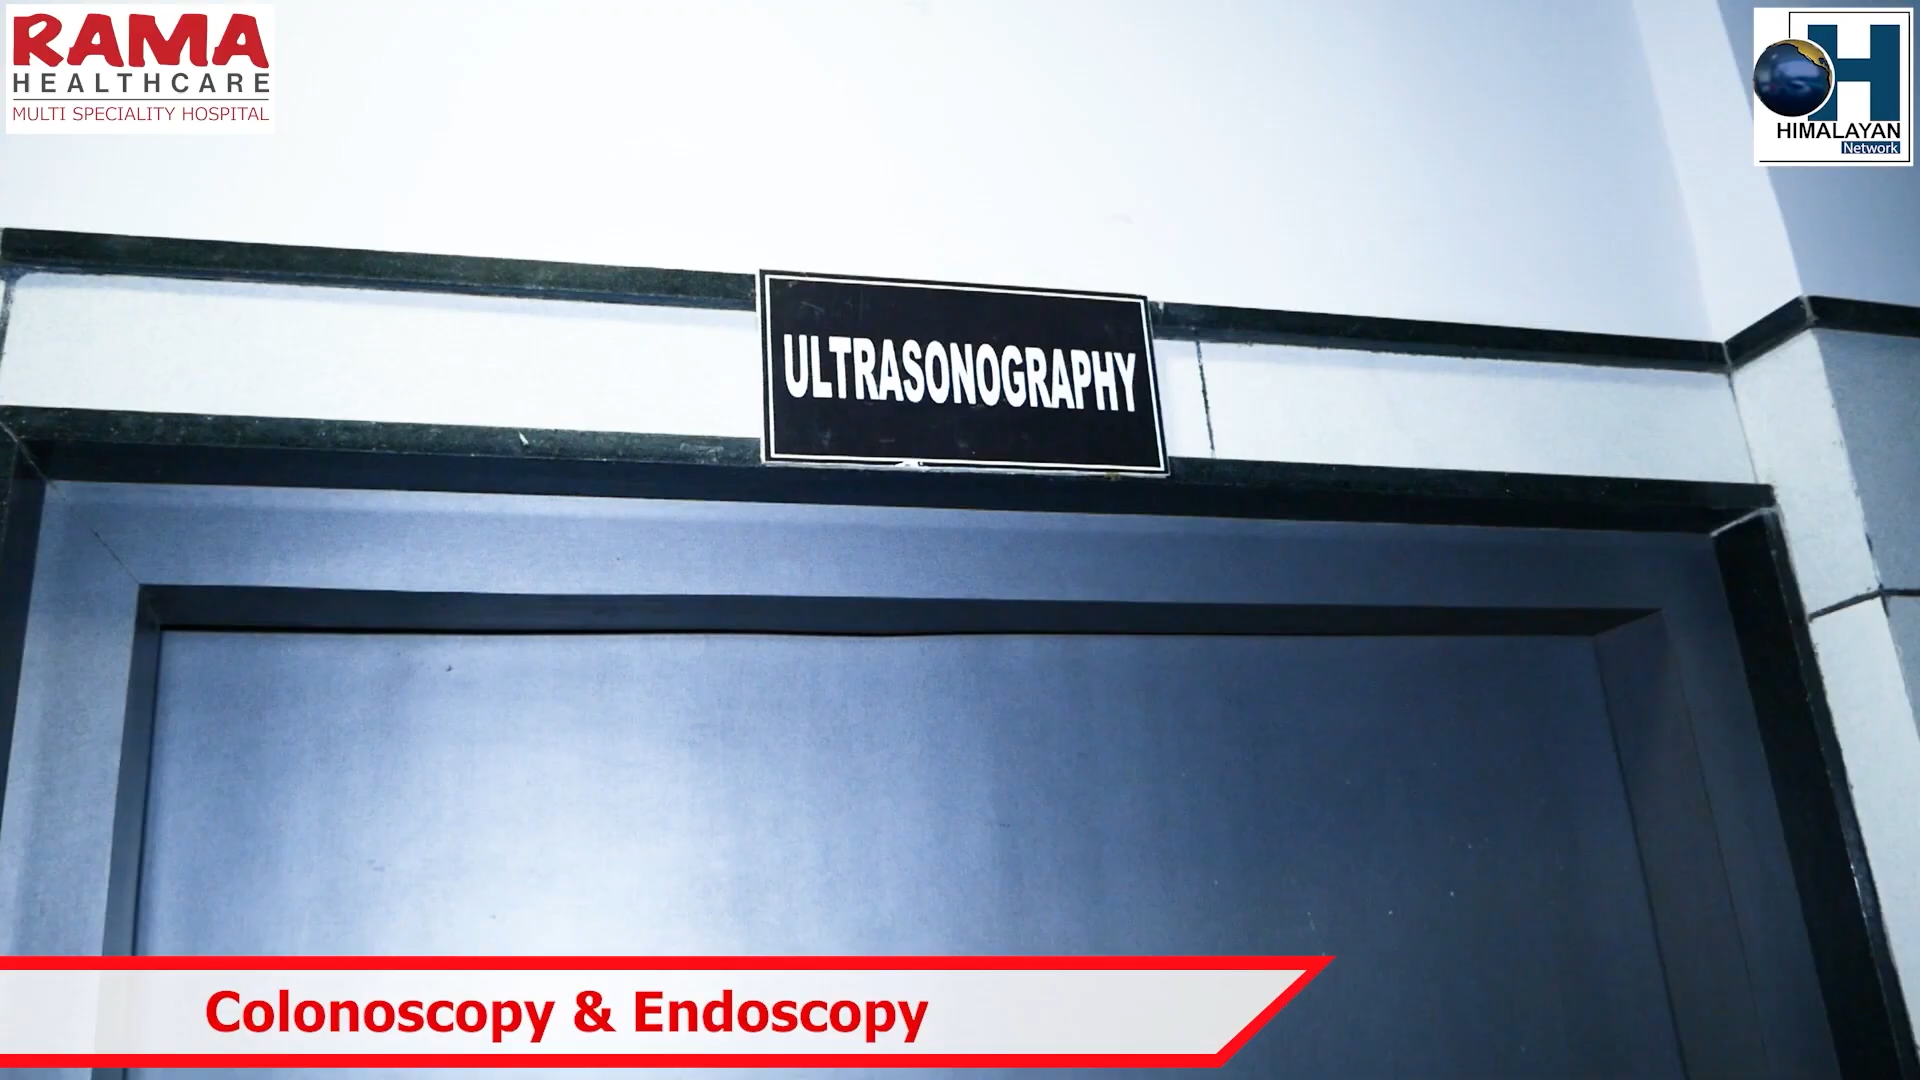 RAMA
HEALTHCARE
MULTI SPECIALITY HOSPITAL
H
HIMALAYAN
Network
ULTRASONOGRAPHY
Colonoscopy & Endoscopy